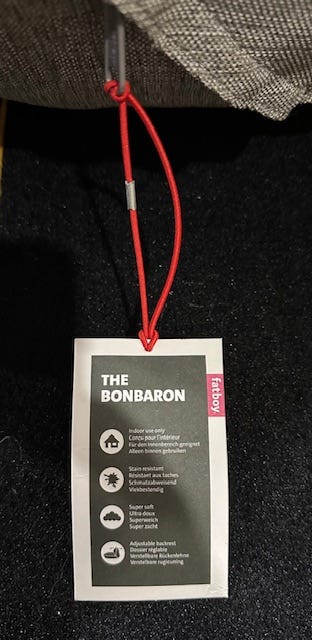 THE
BONBARON
fatboy
Indoor use only
Conçu pour l'intérieur
Für den Innenbereich geeignet
Alleen binnen gebruiken
Stain resistant
Résistant aux taches
Schmutzabweisend
Vlekbestendig
Super soft
Ultra doux
Superweich
Super zacht
Adjustable backrest
Dossier réglable
Verstellbare Rückenlehne
Verstelbare rugleuning